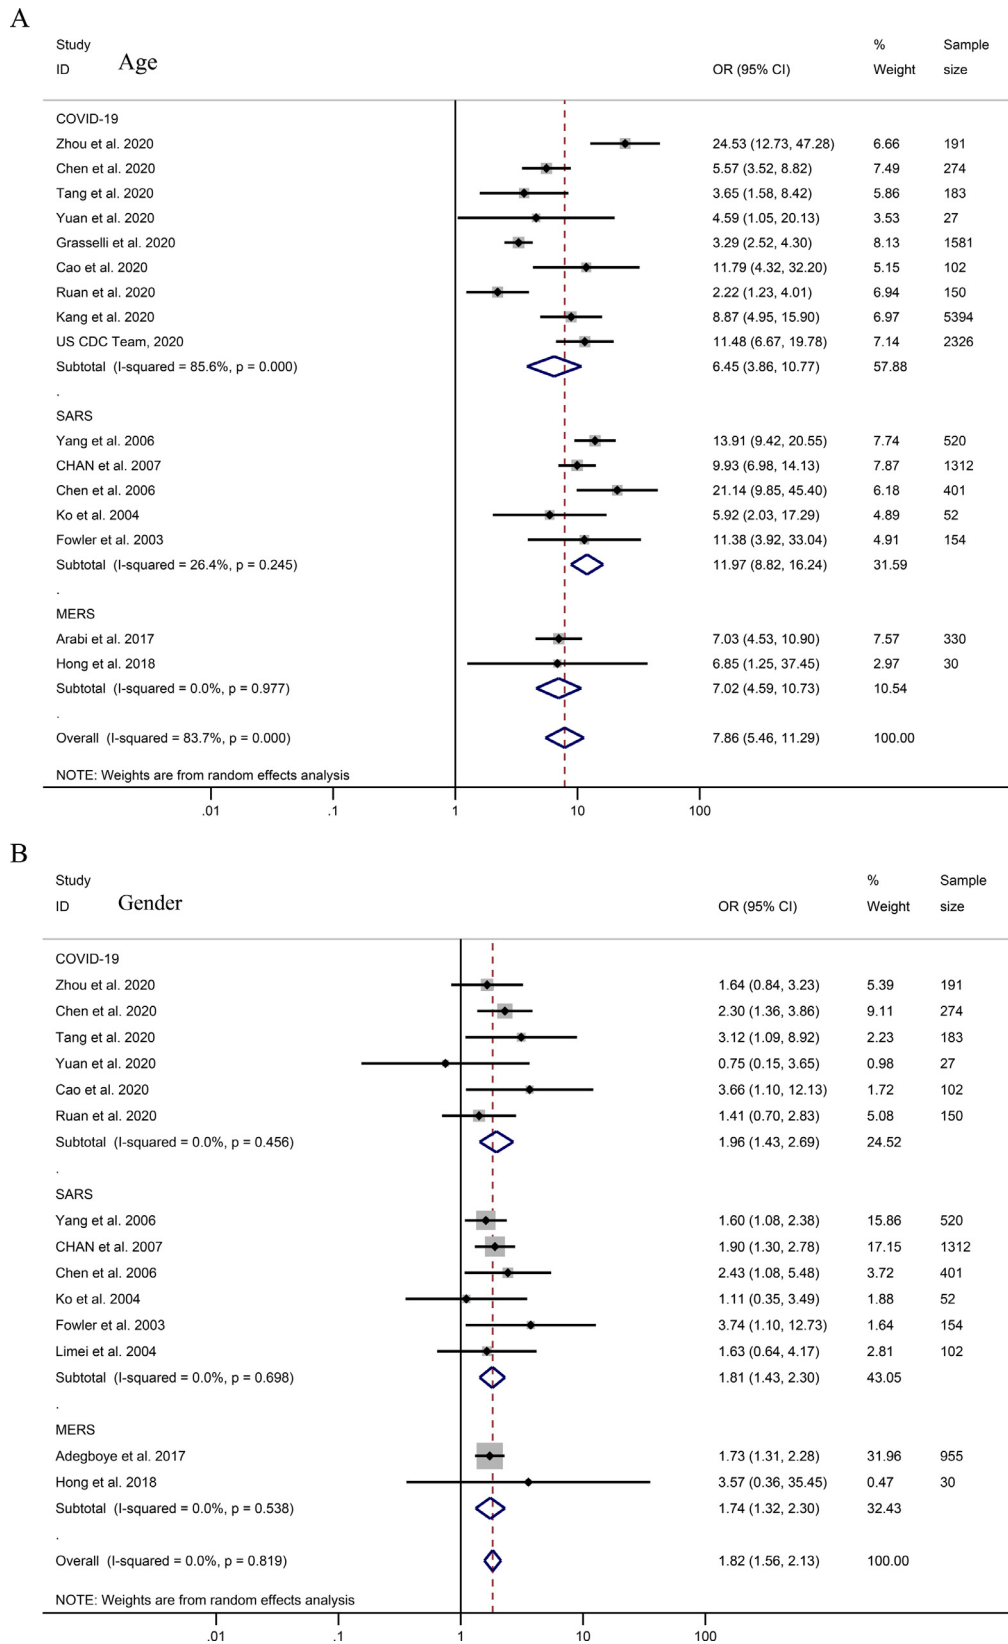 A
Study % Sample
ID Age OR (95% CI) Weight size
COVID-19
Zhou et al. 2020 24.53 (12.73, 47.28) 6.66 191
Chen et al. 2020 5.57 (3.52, 8.82) 7.49 274
Tang et al. 2020 3.65 (1.58, 8.42) 5.86 183
Yuan et al. 2020 4.59 (1.05, 20.13) 3.53 27
Grasselli et al. 2020 3.29 (2.52, 4.30) 8.13 1581
Cao et al. 2020 11.79 (4.32, 32.20) 5.15 102
Ruan et al. 2020 2.22 (1.23, 4.01) 6.94 150
Kang et al. 2020 8.87 (4.95, 15.90) 6.97 5394
US CDC Team, 2020 11.48 (6.67, 19.78) 7.14 2326
Subtotal (I-squared = 85.6%, p = 0.000) 6.45 (3.86, 10.77) 57.88
.
SARS
Yang et al. 2006 13.91 (9.42, 20.55) 7.74 520
CHAN et al. 2007 9.93 (6.98, 14.13) 7.87 1312
Chen et al. 2006 21.14 (9.85, 45.40) 6.18 401
Ko et al. 2004 5.92 (2.03, 17.29) 4.89 52
Fowler et al. 2003 11.38 (3.92, 33.04) 4.91 154
Subtotal (I-squared = 26.4%, p = 0.245) 11.97 (8.82, 16.24) 31.59
.
MERS
Arabi et al. 2017 7.03 (4.53, 10.90) 7.57 330
Hong et al. 2018 6.85 (1.25, 37.45) 2.97 30
Subtotal (I-squared = 0.0%, p = 0.977) 7.02 (4.59, 10.73) 10.54
.
Overall (I-squared = 83.7%, p = 0.000) 7.86 (5.46, 11.29) 100.00
NOTE: Weights are from random effects analysis
.01 .1 1 10 100
B
Study % Sample
ID Gender OR (95% CI) Weight size
COVID-19
Zhou et al. 2020 1.64 (0.84, 3.23) 5.39 191
Chen et al. 2020 2.30 (1.36, 3.86) 9.11 274
Tang et al. 2020 3.12 (1.09, 8.92) 2.23 183
Yuan et al. 2020 0.75 (0.15, 3.65) 0.98 27
Cao et al. 2020 3.66 (1.10, 12.13) 1.72 102
Ruan et al. 2020 1.41 (0.70, 2.83) 5.08 150
Subtotal (I-squared = 0.0%, p = 0.456) 1.96 (1.43, 2.69) 24.52
.
SARS
Yang et al. 2006 1.60 (1.08, 2.38) 15.86 520
CHAN et al. 2007 1.90 (1.30, 2.78) 17.15 1312
Chen et al. 2006 2.43 (1.08, 5.48) 3.72 401
Ko et al. 2004 1.11 (0.35, 3.49) 1.88 52
Fowler et al. 2003 3.74 (1.10, 12.73) 1.64 154
Limei et al. 2004 1.63 (0.64, 4.17) 2.81 102
Subtotal (I-squared = 0.0%, p = 0.698) 1.81 (1.43, 2.30) 43.05
.
MERS
Adegboye et al. 2017 1.73 (1.31, 2.28) 31.96 955
Hong et al. 2018 3.57 (0.36, 35.45) 0.47 30
Subtotal (I-squared = 0.0%, p = 0.538) 1.74 (1.32, 2.30) 32.43
.
Overall (I-squared = 0.0%, p = 0.819) 1.82 (1.56, 2.13) 100.00
NOTE: Weights are from random effects analysis
.01 .1 1 10 100